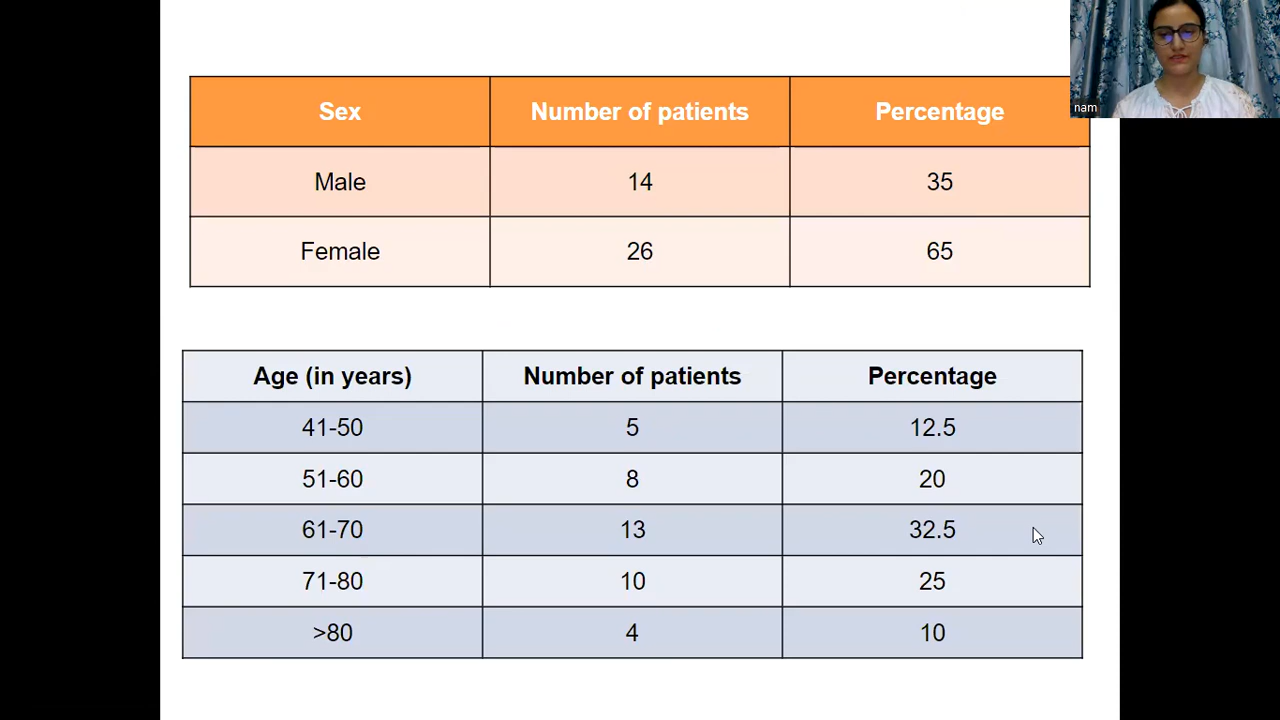 nam
Sex Number of patients Percentage
Male 14 35
Female 26 65
Age (in years) Number of patients Percentage
41-50 5 12.5
51-60 8 20
61-70 13 32.5
71-80 10 25
>80 4 10